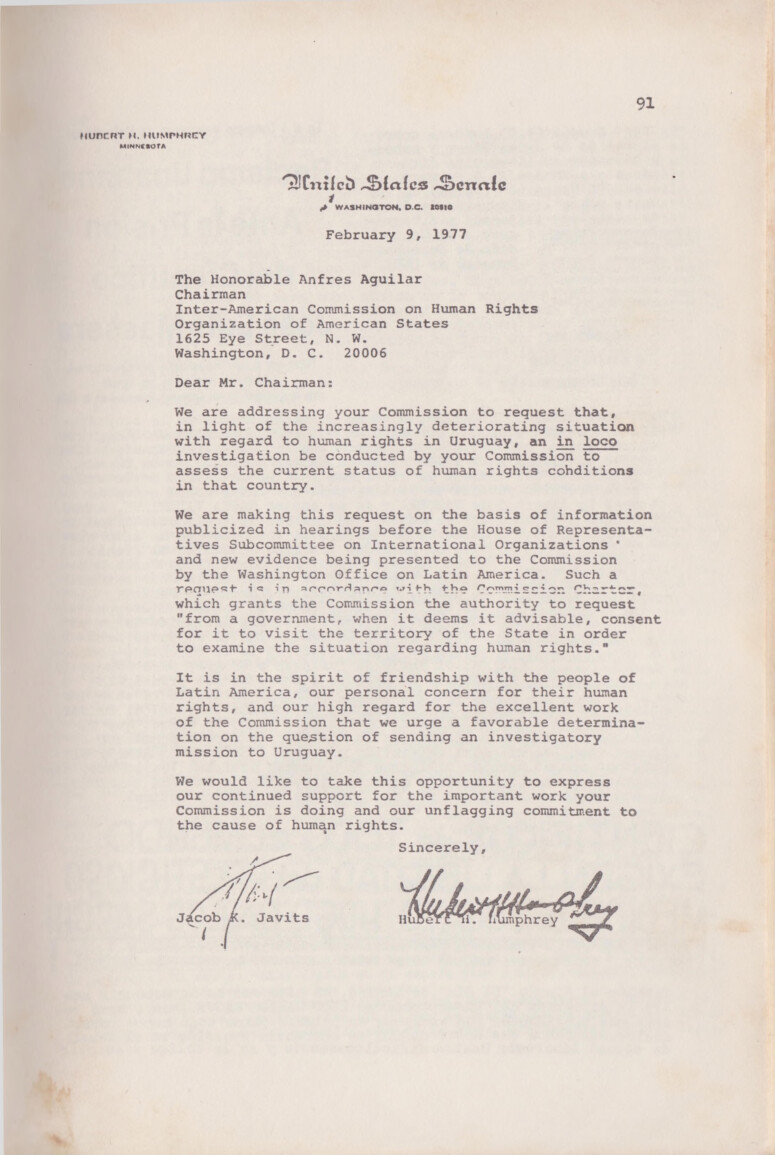 91
HUBERT H. HUMPHREY
MINNESOTA
United States Senate
WASHINGTON, D.C. 20510
February 9, 1977
The Honorable Anfres Aguilar
Chairman
Inter-American Commission on Human Rights
Organization of American States
1625 Eye Street, N. W.
Washington, D. C. 20006
Dear Mr. Chairman:
We are addressing your Commission to request that,
in light of the increasingly deteriorating situation
with regard to human rights in Uruguay, an in loco
investigation be conducted by your Commission to
assess the current status of human rights cohditions
in that country.
We are making this request on the basis of information
publicized in hearings before the House of Representa-
tives Subcommittee on International Organizations
and new evidence being presented to the Commission
by the Washington Office on Latin America. Such a
request is in accordance with the Commission Charter,
which grants the Commission the authority to request
"from a government, when it deems it advisable, consent
for it to visit the territory of the State in order
to examine the situation regarding human rights."
It is in the spirit of friendship with the people of
Latin America, our personal concern for their human
rights, and our high regard for the excellent work
of the Commission that we urge a favorable determina-
tion on the question of sending an investigatory
mission to Uruguay.
We would like to take this opportunity to express
our continued support for the important work your
Commission is doing and our unflagging commitment to
the cause of human rights.
Sincerely,
Hubert H Humphrey
Jacob K. Javits Hubert H. Humphrey